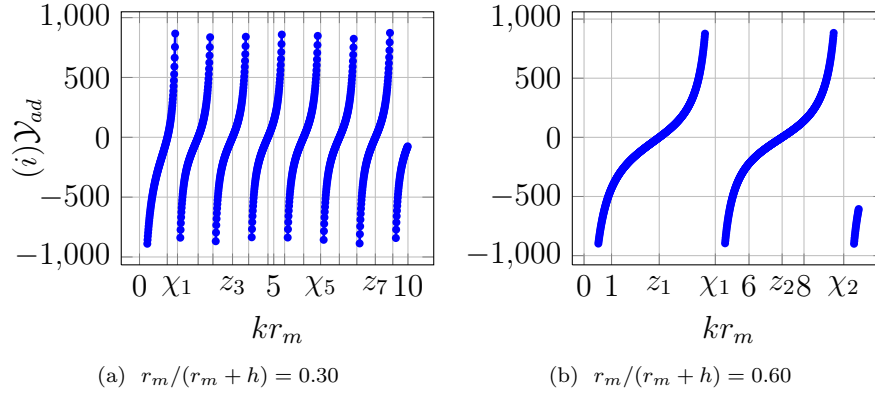 1,000 500 0 −500 −1,000
(i)𝒴ad
0 χ1 z3 5 χ5 z7 10
krm
(a) rm/(rm + h) = 0.30
1,000 500 0 −500 −1,000
0 1 z1 χ1 6 z2 8 χ2
krm
(b) rm/(rm + h) = 0.60